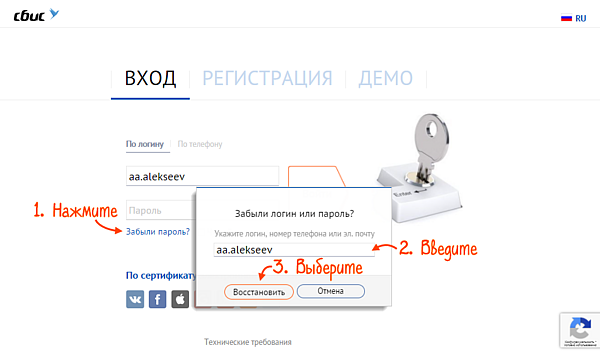 сбис
RU
ВХОД
РЕГИСТРАЦИЯ
ДЕМО
По логину
По телефону
aa.alekseev
1. Нажмите
Пароль
Забыли пароль?
Забыли логин или пароль?
Укажите логин, номер телефона или эл. почту
aa.alekseev
2. Введите
3. Выберите
Восстановить
Отмена
По сертификату
Enter
Технические требования